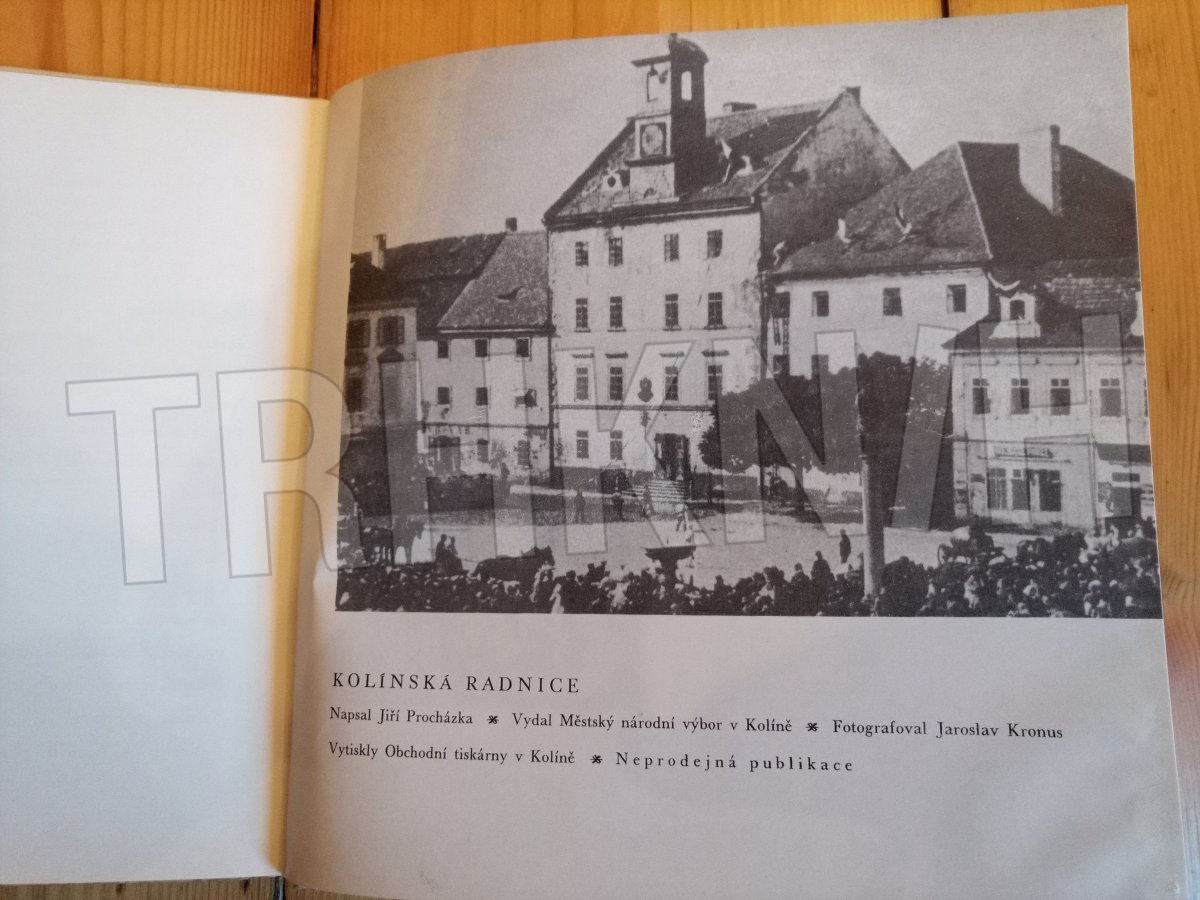 TRHKNIH
KOLÍNSKÁ RADNICE
Napsal Jiří Procházka ⁎ Vydal Městský národní výbor v Kolíně ⁎ Fotografoval Jaroslav Kronus
Vytiskly Obchodní tiskárny v Kolíně ⁎ Neprodejná publikace